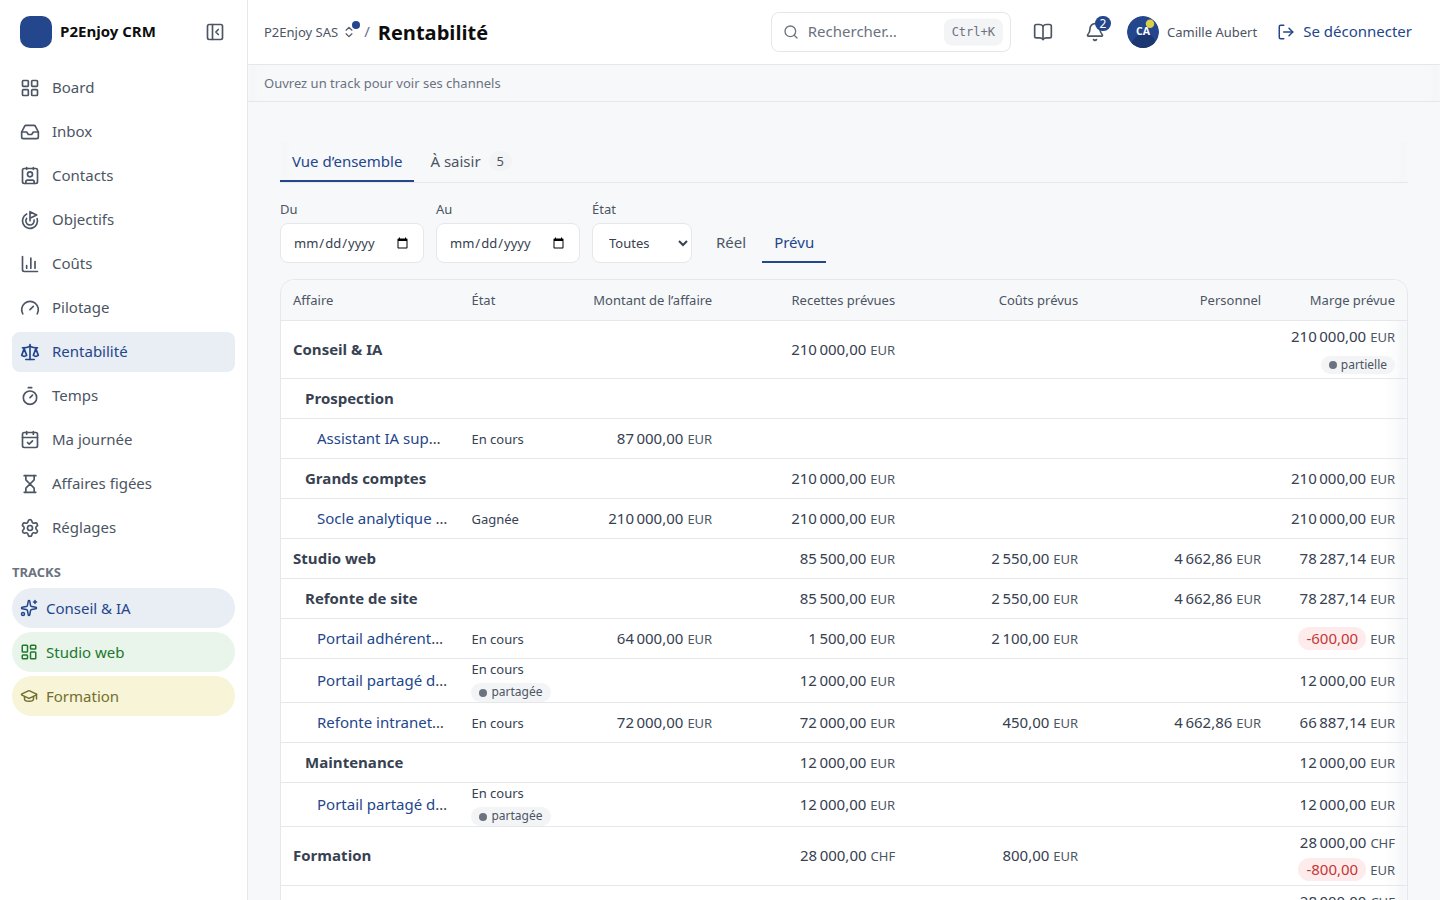 P2Enjoy CRM
Board
Inbox
Contacts
Objectifs
Coûts
Pilotage
Rentabilité
Temps
Ma journée
Affaires figées
Réglages
TRACKS
Conseil & IA
Studio web
Formation
P2Enjoy SAS / Rentabilité
Rechercher... Ctrl+K
2
CA Camille Aubert
Se déconnecter
Ouvrez un track pour voir ses channels
Vue d’ensemble À saisir 5
Du Au État
mm/dd/yyyy mm/dd/yyyy Toutes Réel Prévu
Affaire État Montant de l’affaire Recettes prévues Coûts prévus Personnel Marge prévue
Conseil & IA 210 000,00 EUR 210 000,00 EUR
partielle
Prospection
Assistant IA sup... En cours 87 000,00 EUR
Grands comptes 210 000,00 EUR 210 000,00 EUR
Socle analytique ... Gagnée 210 000,00 EUR 210 000,00 EUR 210 000,00 EUR
Studio web 85 500,00 EUR 2 550,00 EUR 4 662,86 EUR 78 287,14 EUR
Refonte de site 85 500,00 EUR 2 550,00 EUR 4 662,86 EUR 78 287,14 EUR
Portail adhérent... En cours 64 000,00 EUR 1 500,00 EUR 2 100,00 EUR -600,00 EUR
Portail partagé d... En cours 12 000,00 EUR 12 000,00 EUR
partagée
Refonte intranet... En cours 72 000,00 EUR 72 000,00 EUR 450,00 EUR 4 662,86 EUR 66 887,14 EUR
Maintenance 12 000,00 EUR 12 000,00 EUR
Portail partagé d... En cours 12 000,00 EUR 12 000,00 EUR
partagée
Formation 28 000,00 CHF 800,00 EUR 28 000,00 CHF
-800,00 EUR